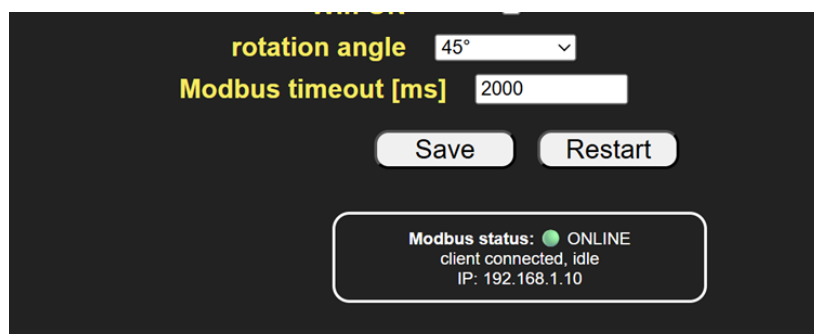 rotation angle 45°
Modbus timeout [ms] 2000
Save Restart
Modbus status: ONLINE
client connected, idle
IP: 192.168.1.10